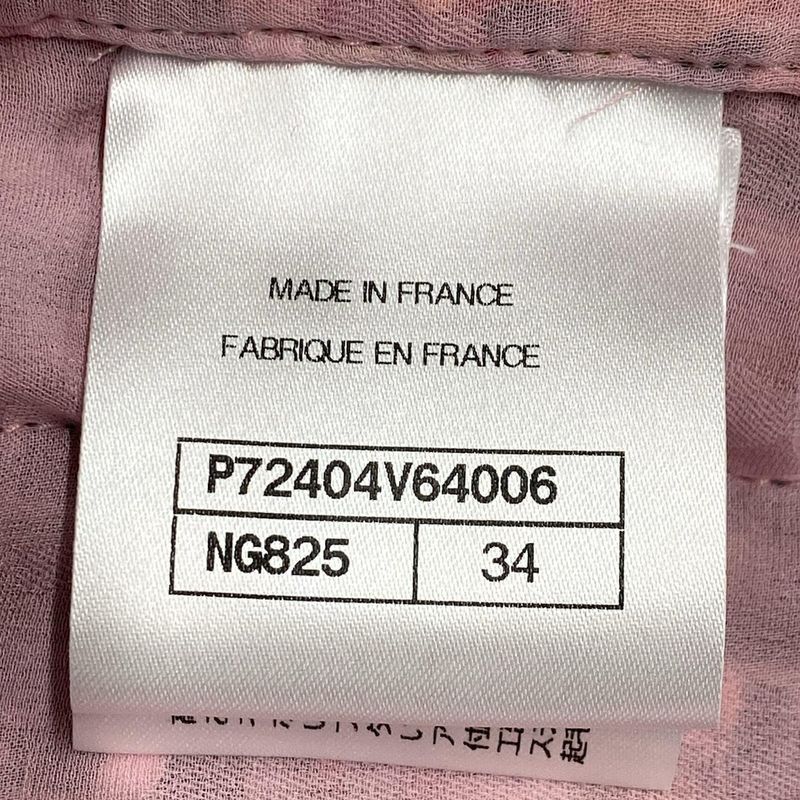 MADE IN FRANCE
FABRIQUE EN FRANCE
P72404V64006
NG825 34